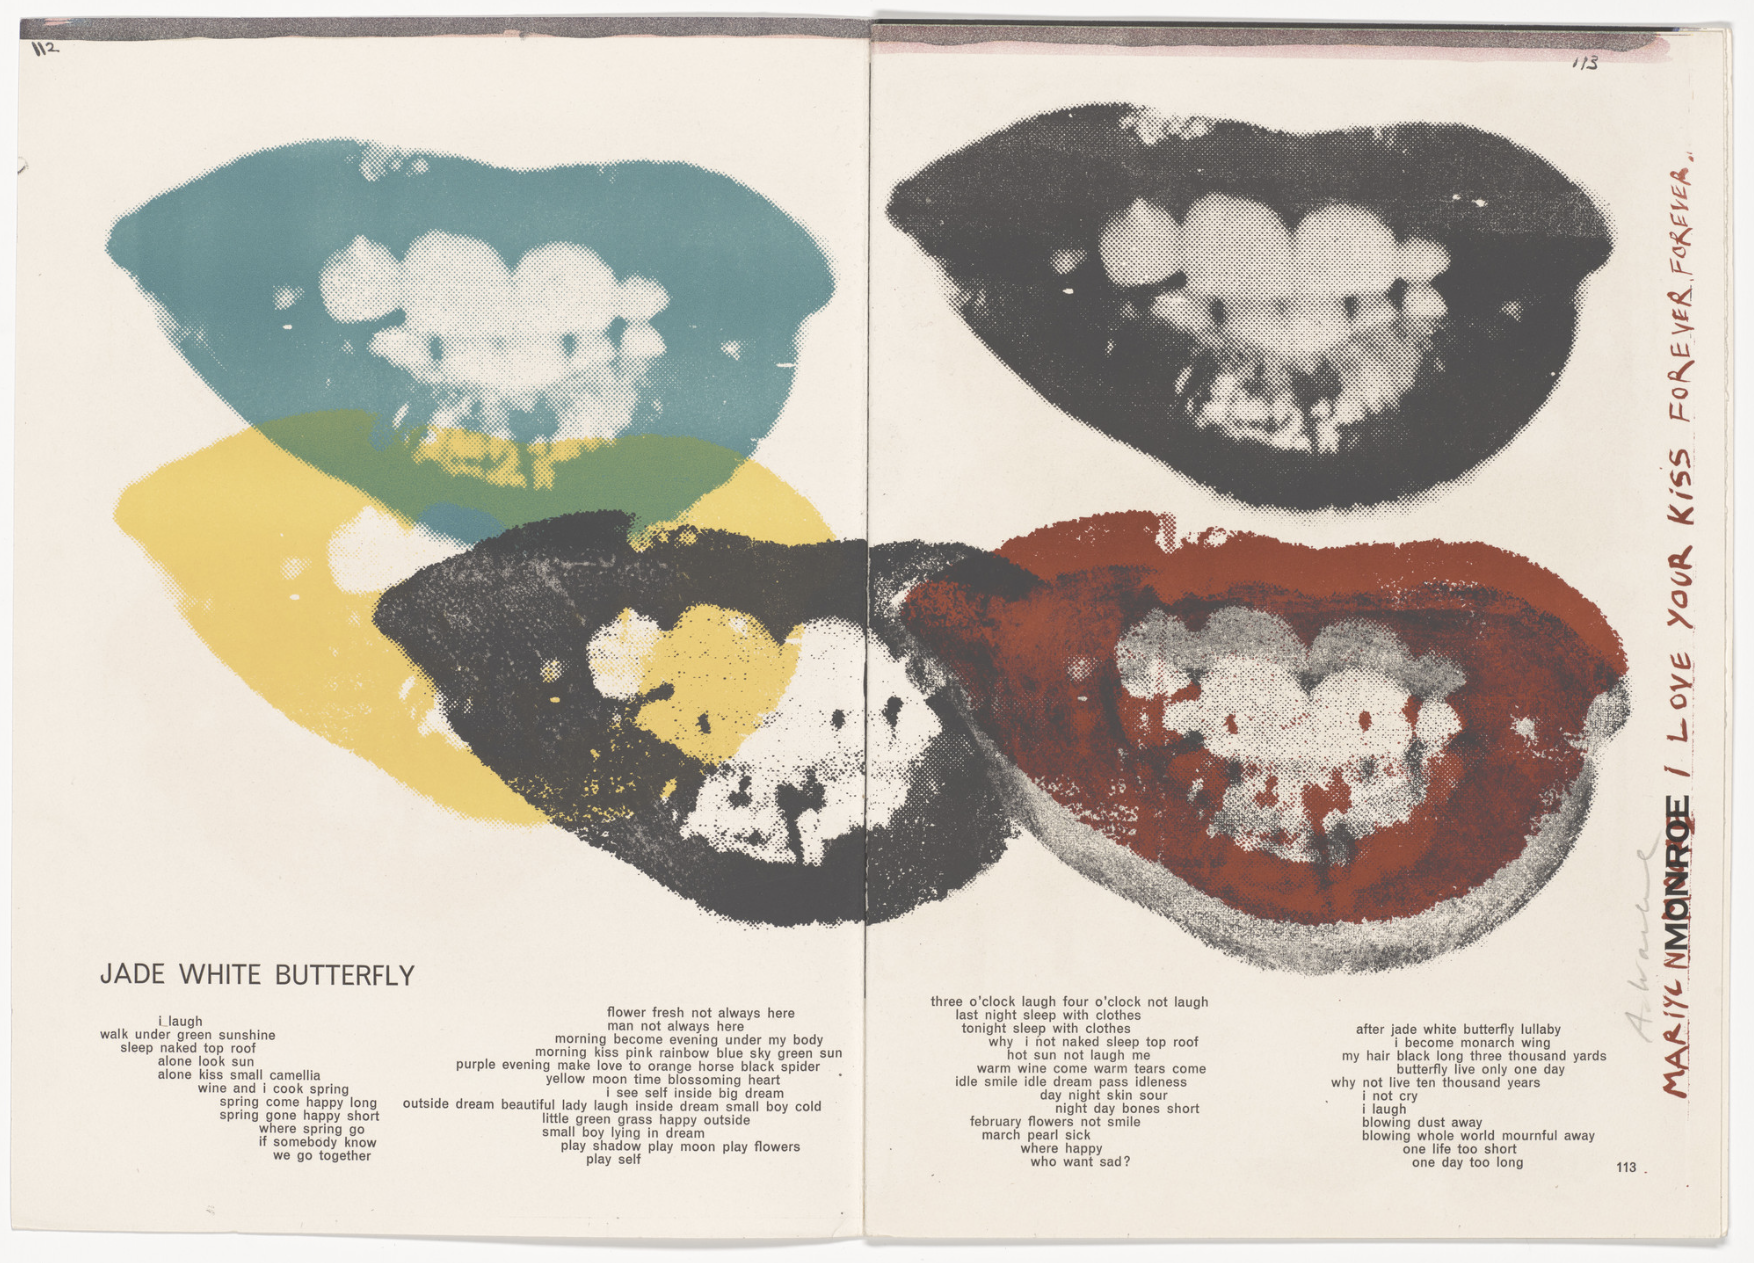 112
113
JADE WHITE BUTTERFLY
i laugh
walk under green sunshine
sleep naked top roof
alone look sun
alone kiss small camellia
wine and i cook spring
spring come happy long
spring gone happy short
where spring go
if somebody know
we go together
flower fresh not always here
man not always here
morning become evening under my body
morning kiss pink rainbow blue sky green sun
purple evening make love to orange horse black spider
yellow moon time blossoming heart
i see self inside big dream
outside dream beautiful lady laugh inside dream small boy cold
little green grass happy outside
small boy lying in dream
play shadow play moon play flowers
play self
three o'clock laugh four o'clock not laugh
last night sleep with clothes
tonight sleep with clothes
why i not naked sleep top roof
hot sun not laugh me
warm wine come warm tears come
idle smile idle dream pass idleness
day night skin sour
night day bones short
february flowers not smile
march pearl sick
where happy
who want sad?
after jade white butterfly lullaby
i become monarch wing
my hair black long three thousand yards
butterfly live only one day
why not live ten thousand years
i not cry
i laugh
blowing dust away
blowing whole world mournful away
one life too short
one day too long
113
MARiYL NMONROE I LOVE YOUR KiSS FOREVER FOREVER.